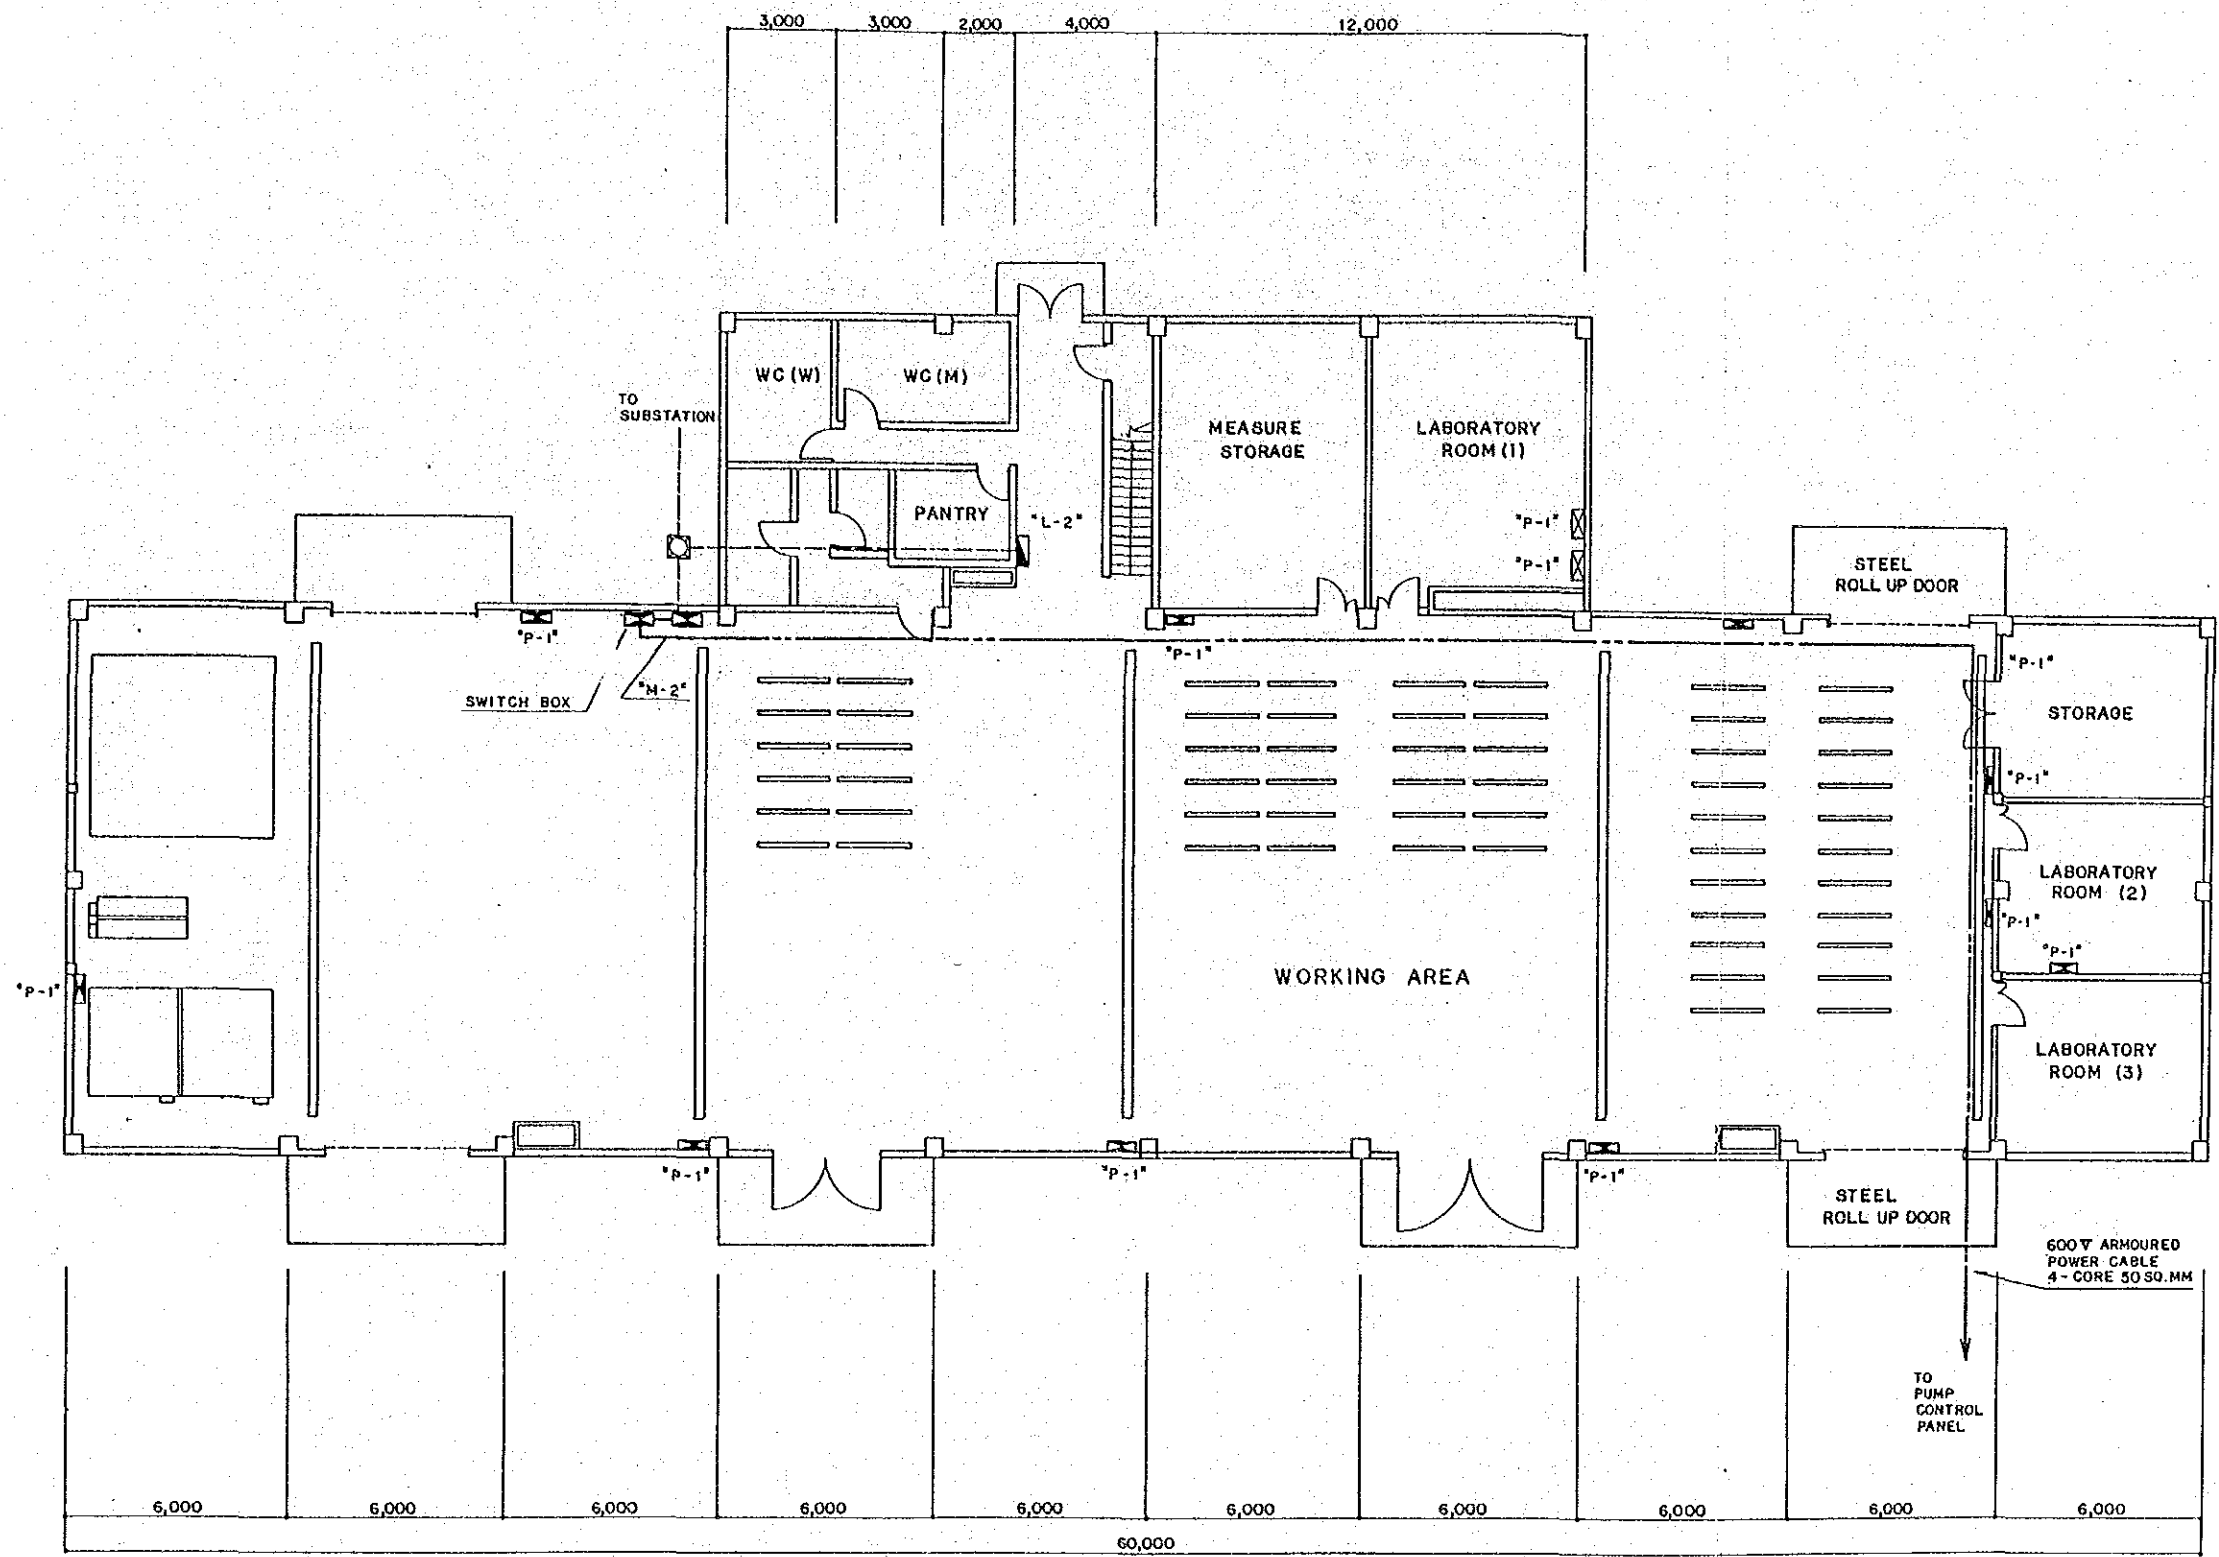 3,000 3,000 2,000 4,000 12,000
WC (W) WC (M)
TO
SUBSTATION
MEASURE
STORAGE
LABORATORY
ROOM (1)
PANTRY
"L-2"
"P-1"
"P-1"
STEEL
ROLL UP DOOR
"P-1"
"P-1"
"P-1"
SWITCH BOX
"M-2"
STORAGE
"P-1"
LABORATORY
ROOM (2)
"P-1"
"P-1"
WORKING AREA
"P-1"
LABORATORY
ROOM (3)
"P-1"
"P-1"
"P-1"
STEEL
ROLL UP DOOR
600V ARMOURED
POWER CABLE
4-CORE 50 SQ.MM
TO
PUMP
CONTROL
PANEL
6,000 6,000 6,000 6,000 6,000 6,000 6,000 6,000 6,000 6,000
60,000